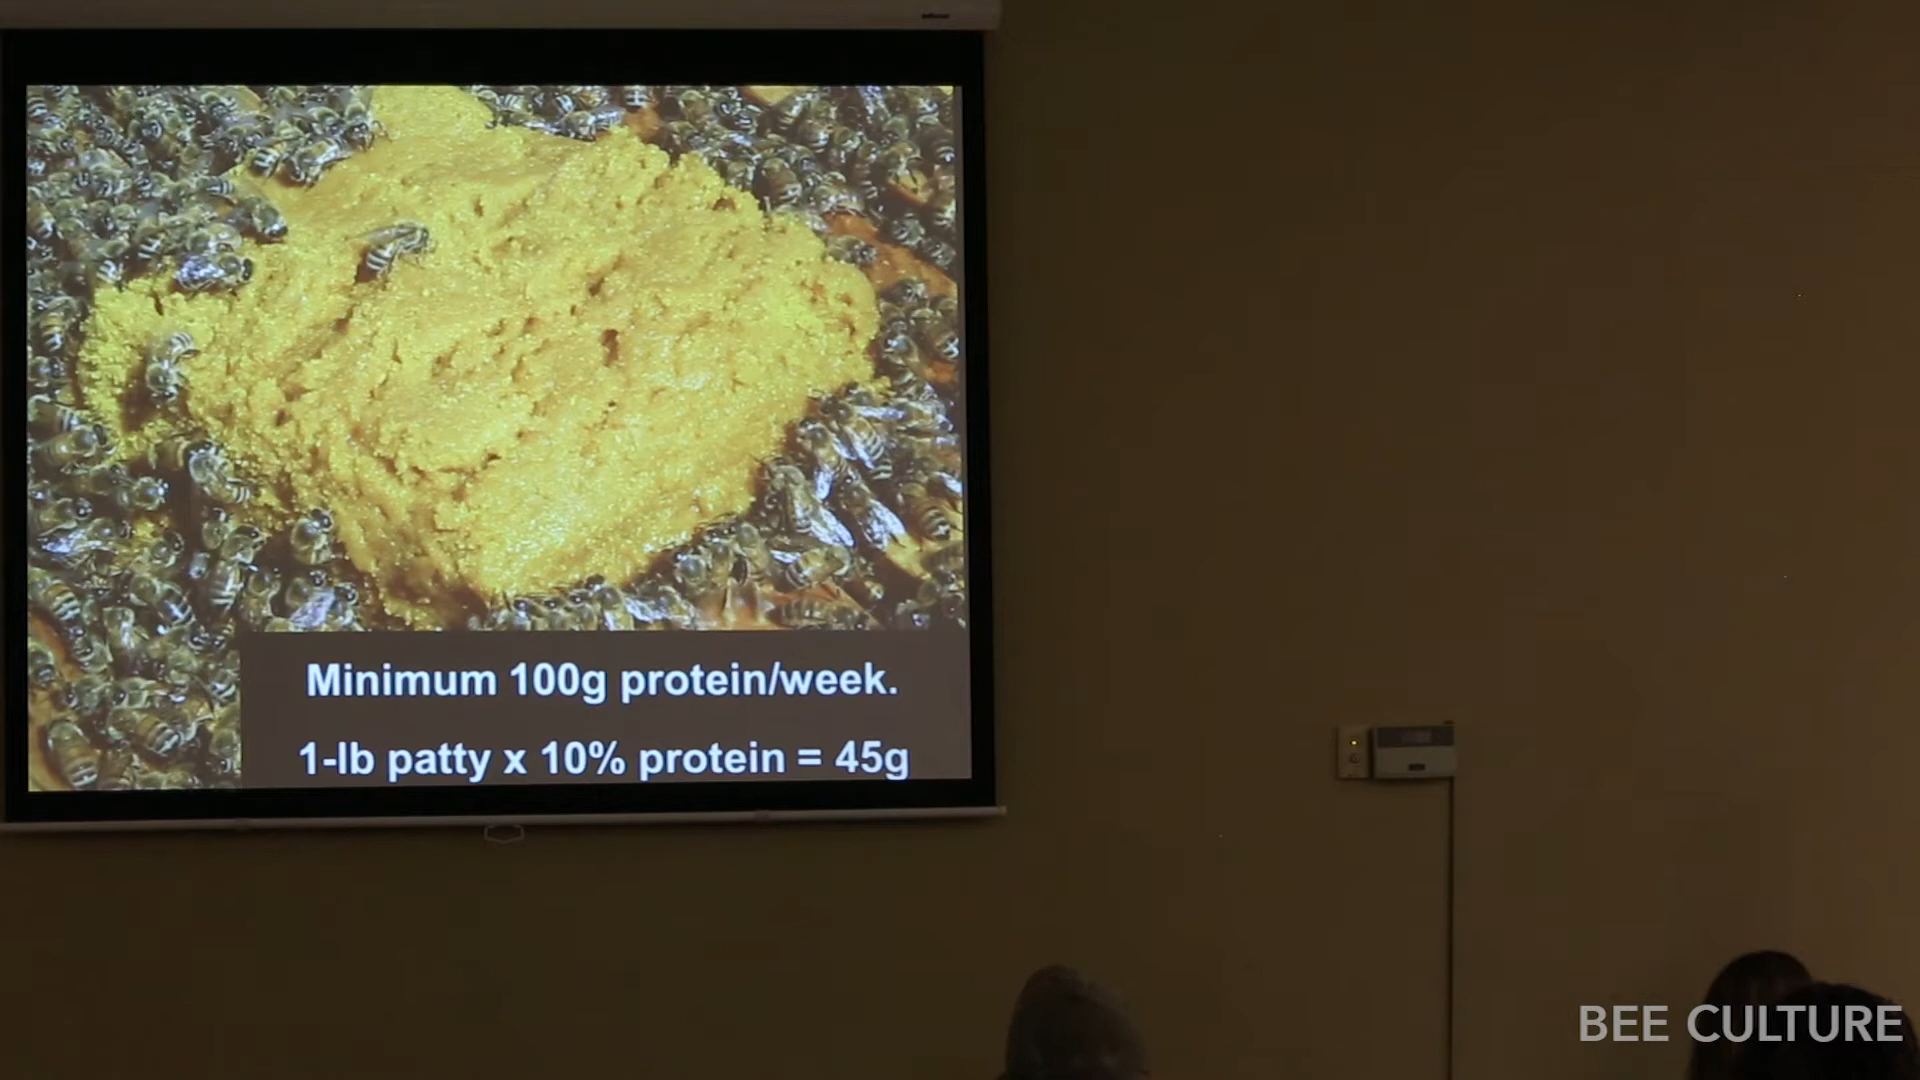 Minimum 100g protein/week.
1-lb patty x 10% protein = 45g
BEE CULTURE